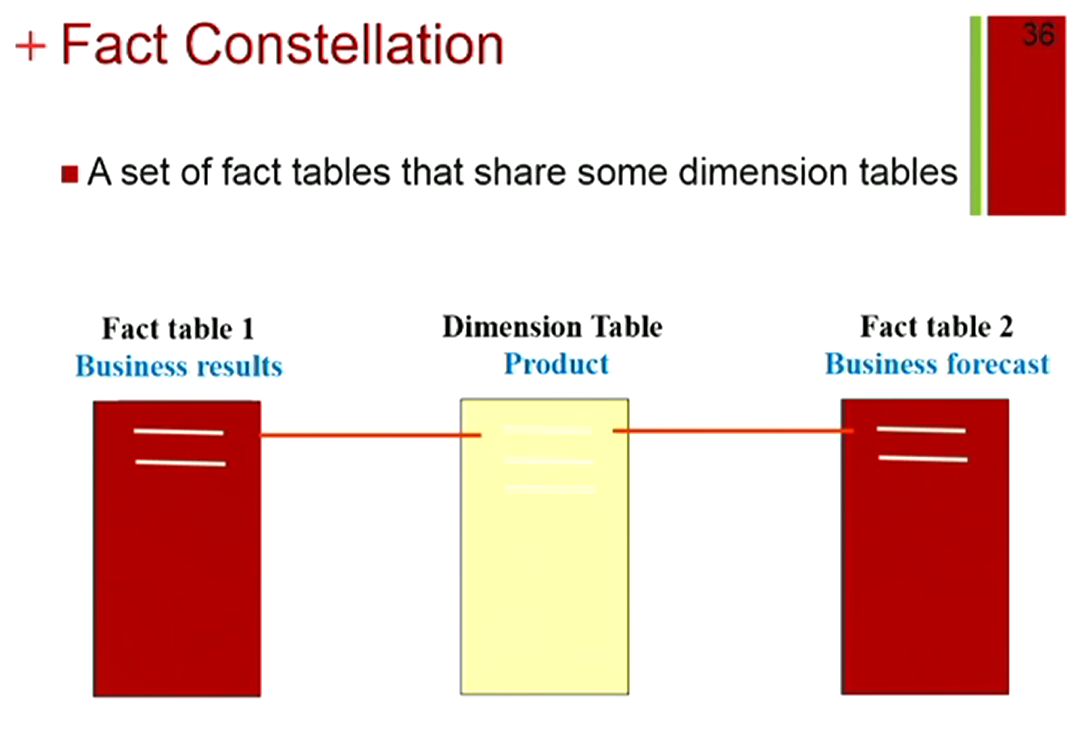 + Fact Constellation
36
A set of fact tables that share some dimension tables
Fact table 1
Business results
Dimension Table
Product
Fact table 2
Business forecast